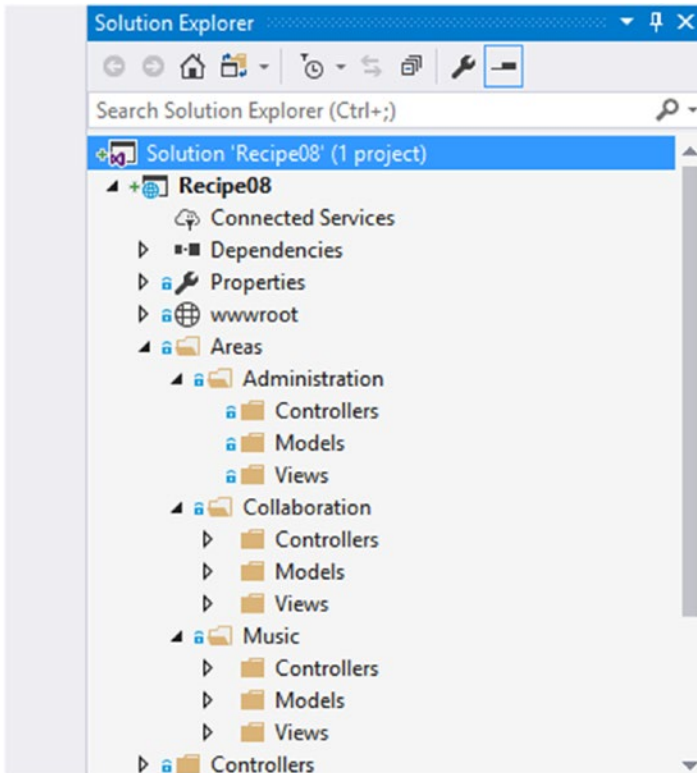 Solution Explorer
Search Solution Explorer (Ctrl+;)
Solution 'Recipe08' (1 project)
Recipe08
Connected Services
Dependencies
Properties
wwwroot
Areas
Administration
Controllers
Models
Views
Collaboration
Controllers
Models
Views
Music
Controllers
Models
Views
Controllers